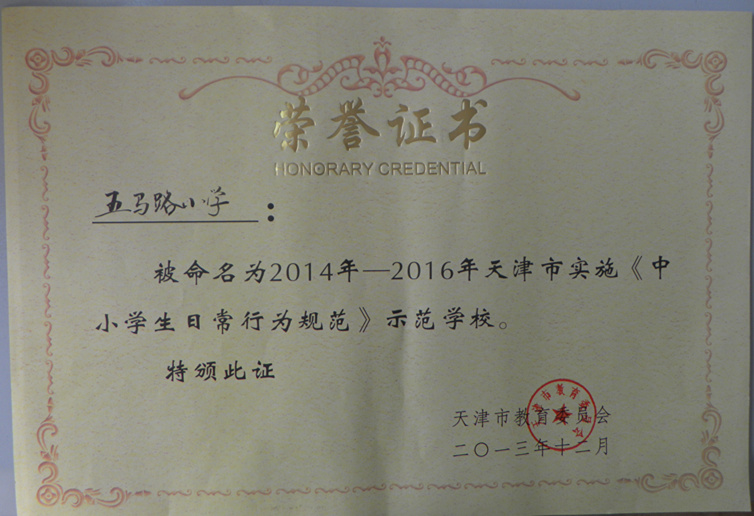 荣誉证书
HONORARY CREDENTIAL
五马路小学：
被命名为2014年—2016年天津市实施《中
小学生日常行为规范》示范学校。
特颁此证
天津市教育委员会
二〇一三年十二月